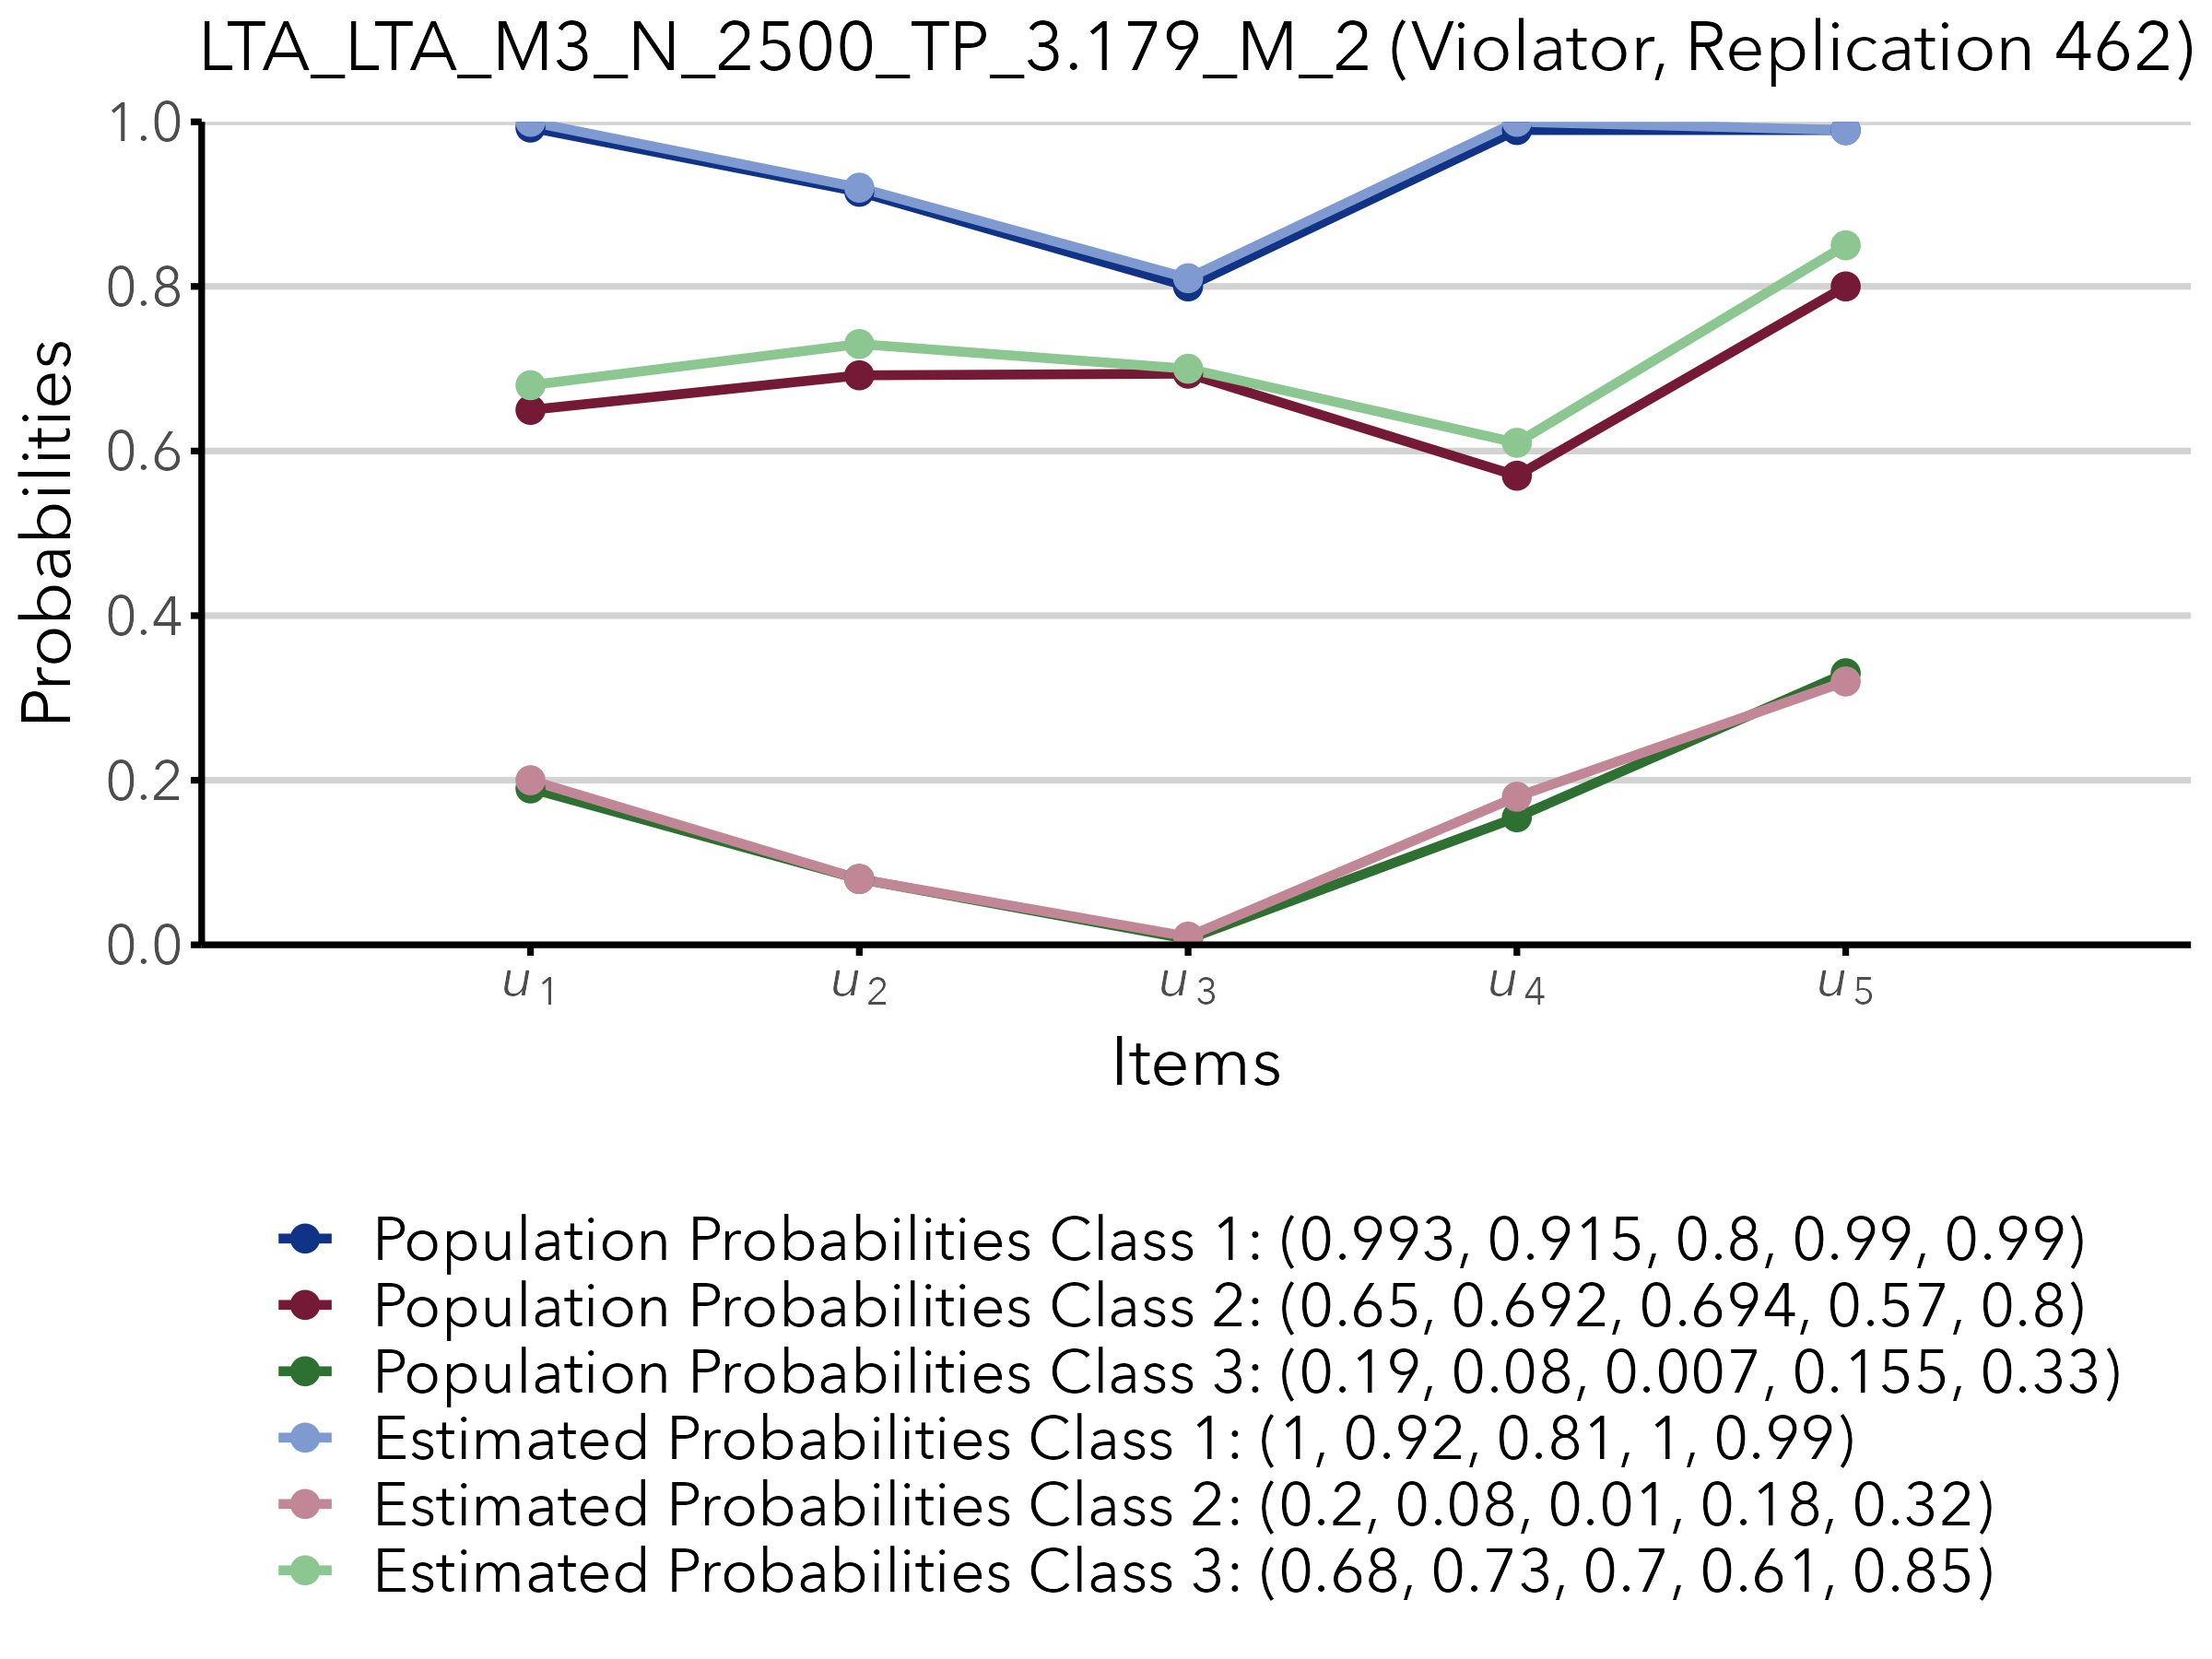 LTA_LTA_M3_N_2500_TP_3.179_M_2 (Violator, Replication 462)
1.0
0.8
0.6
0.4
0.2
0.0
Probabilities
u1 u2 u3 u4 u5
Items
Population Probabilities Class 1: (0.993, 0.915, 0.8, 0.99, 0.99)
Population Probabilities Class 2: (0.65, 0.692, 0.694, 0.57, 0.8)
Population Probabilities Class 3: (0.19, 0.08, 0.007, 0.155, 0.33)
Estimated Probabilities Class 1: (1, 0.92, 0.81, 1, 0.99)
Estimated Probabilities Class 2: (0.2, 0.08, 0.01, 0.18, 0.32)
Estimated Probabilities Class 3: (0.68, 0.73, 0.7, 0.61, 0.85)